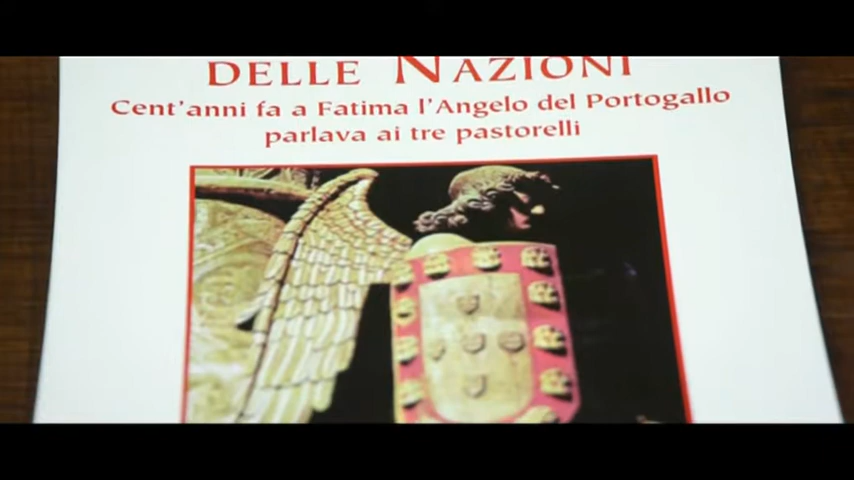 DELLE NAZIONI
Cent'anni fa a Fatima l'Angelo del Portogallo
parlava ai tre pastorelli